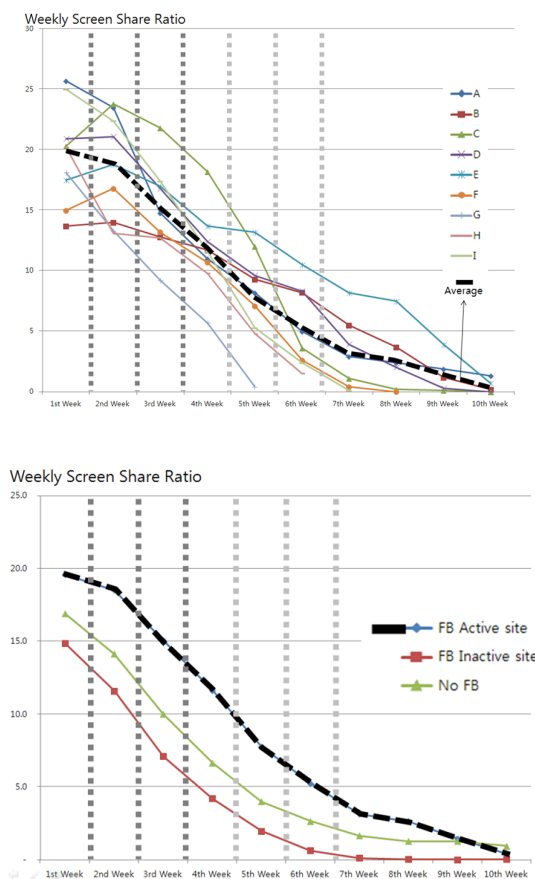 Weekly Screen Share Ratio
30
25
20
15
10
5
0
A
B
C
D
E
F
G
H
I
Average
1st Week 2nd Week 3rd Week 4th Week 5th Week 6th Week 7th Week 8th Week 9th Week 10th Week
Weekly Screen Share Ratio
25.0
20.0
15.0
10.0
5.0
-
FB Active site
FB Inactive site
No FB
1st Week 2nd Week 3rd Week 4th Week 5th Week 6th Week 7th Week 8th Week 9th Week 10th Week